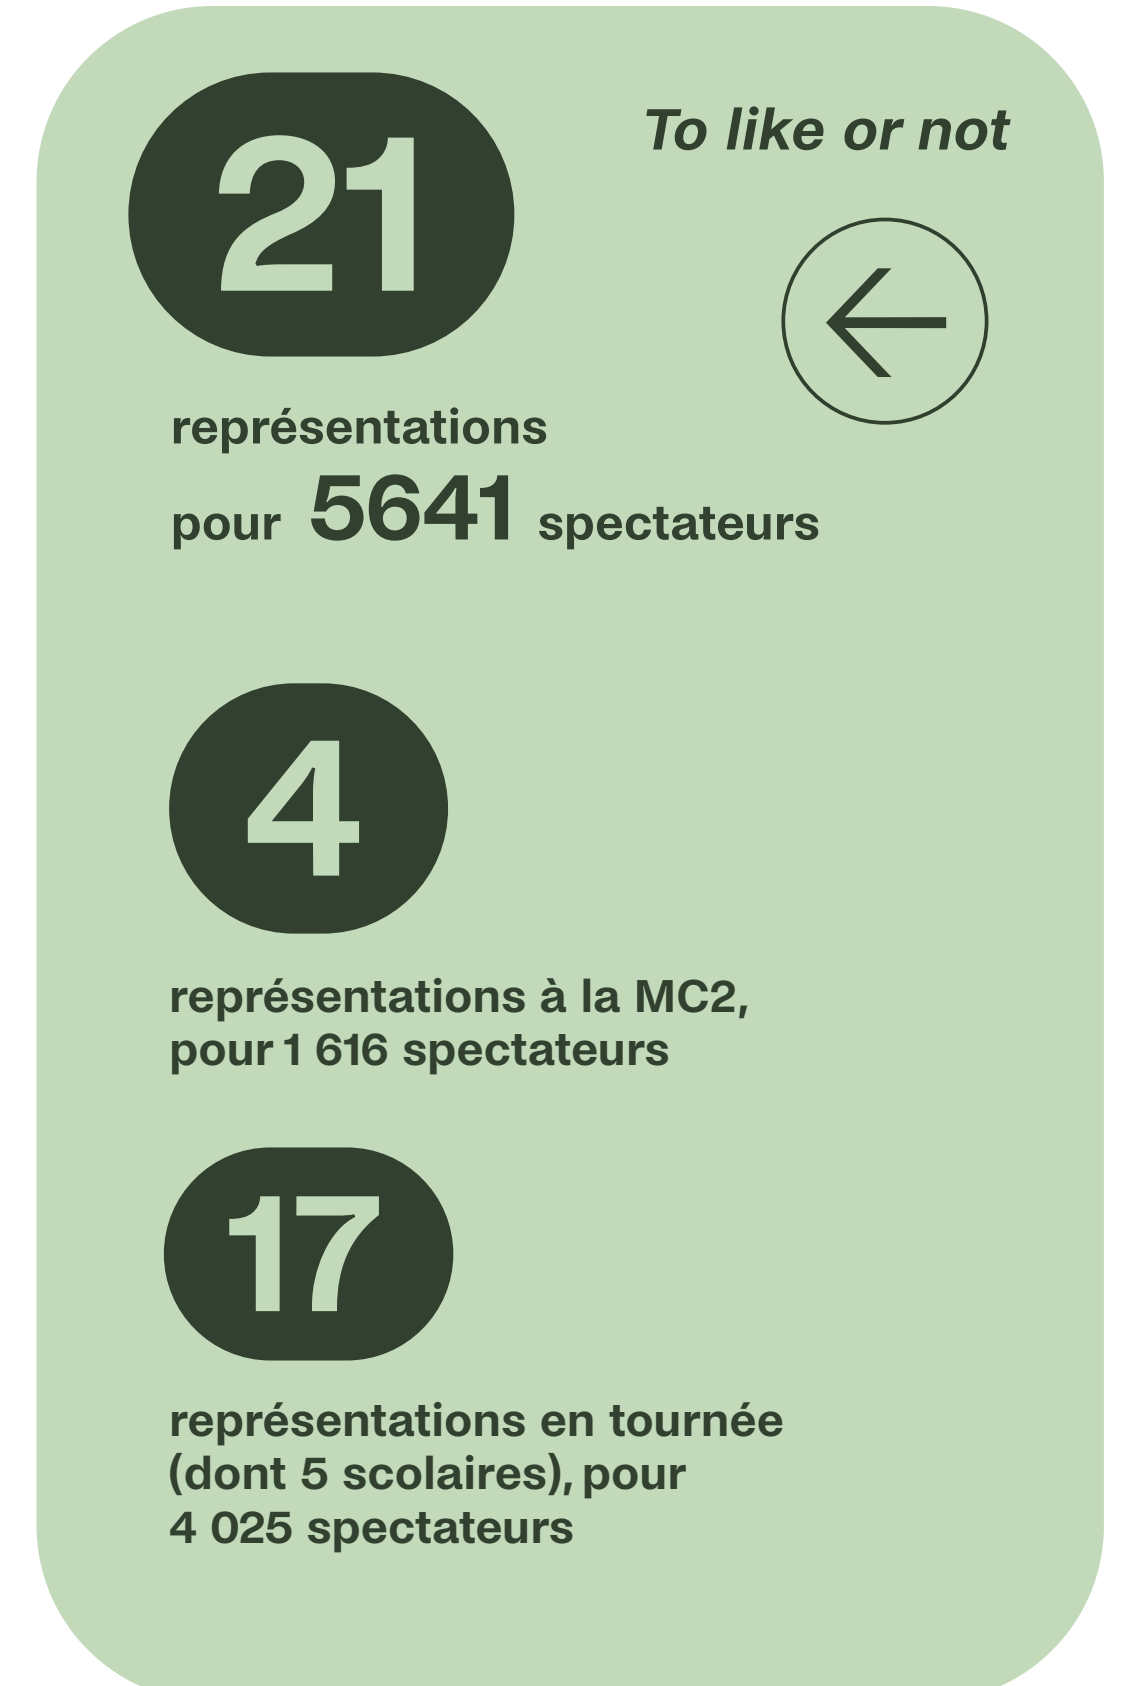 21
To like or not
représentations
pour 5641 spectateurs
4
représentations à la MC2,
pour 1 616 spectateurs
17
représentations en tournée
(dont 5 scolaires), pour
4 025 spectateurs